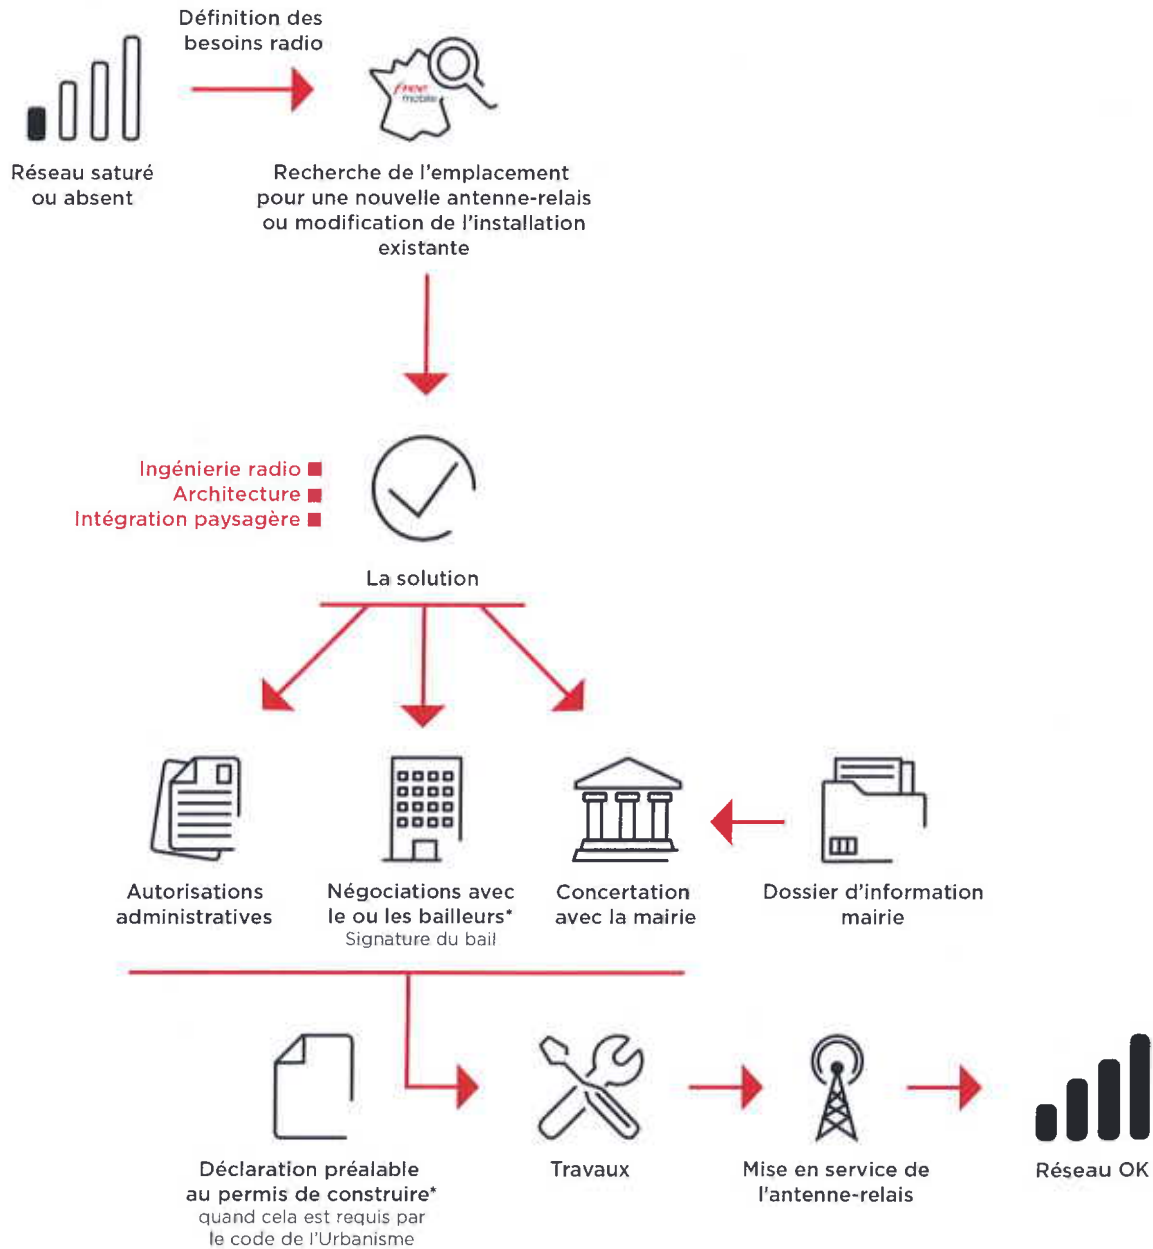 Définition des
besoins radio
free
mobile
Réseau saturé
ou absent
Recherche de l'emplacement
pour une nouvelle antenne-relais
ou modification de l'installation
existante
Ingénierie radio
Architecture
Intégration paysagère
La solution
Autorisations
administratives
Négociations avec
le ou les bailleurs*
Signature du bail
Concertation
avec la mairie
Dossier d'information
mairie
Déclaration préalable
au permis de construire*
quand cela est requis par
le code de l'Urbanisme
Travaux
Mise en service de
l'antenne-relais
Réseau OK